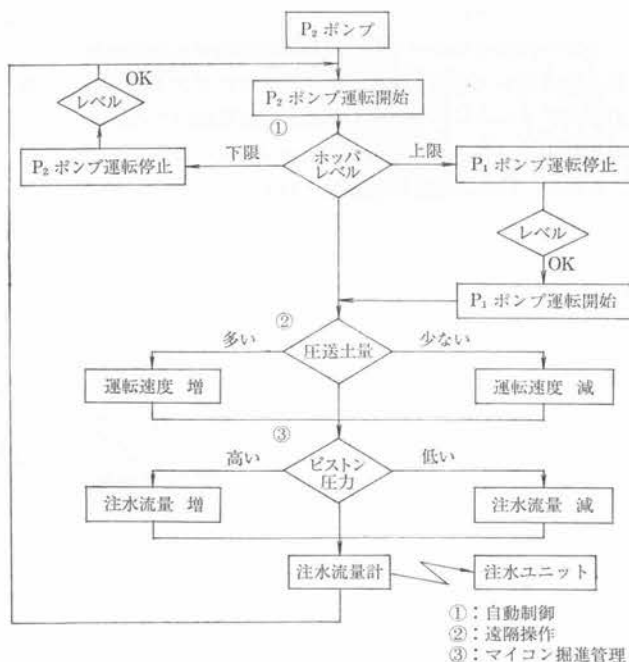 P₂ ポンプ
OK
レベル
P₂ ポンプ運転開始
①
下限
ホッパ
レベル
上限
P₂ ポンプ運転停止
P₁ ポンプ運転停止
レベル
OK
P₁ ポンプ運転開始
②
多い
圧送土量
少ない
運転速度 増
運転速度 減
③
高い
ピストン
圧力
低い
注水流量 増
注水流量 減
注水流量計
注水ユニット
①：自動制御
②：遠隔操作
③：マイコン掘進管理